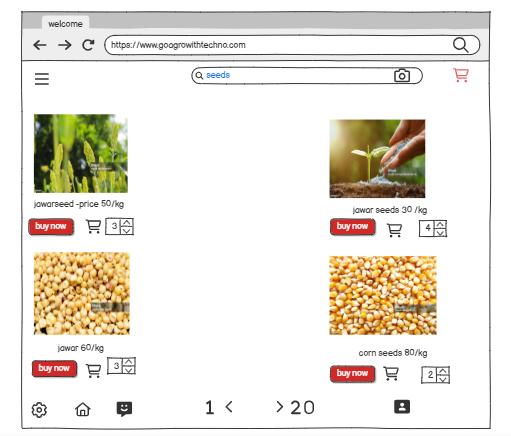 welcome
https://www.googrowithtechno.com
seeds
jawarseed -price 50/kg
buy now
3
jawar seeds 30 /kg
buy now
4
jawar 60/kg
buy now
3
corn seeds 80/kg
buy now
2
1 < > 20